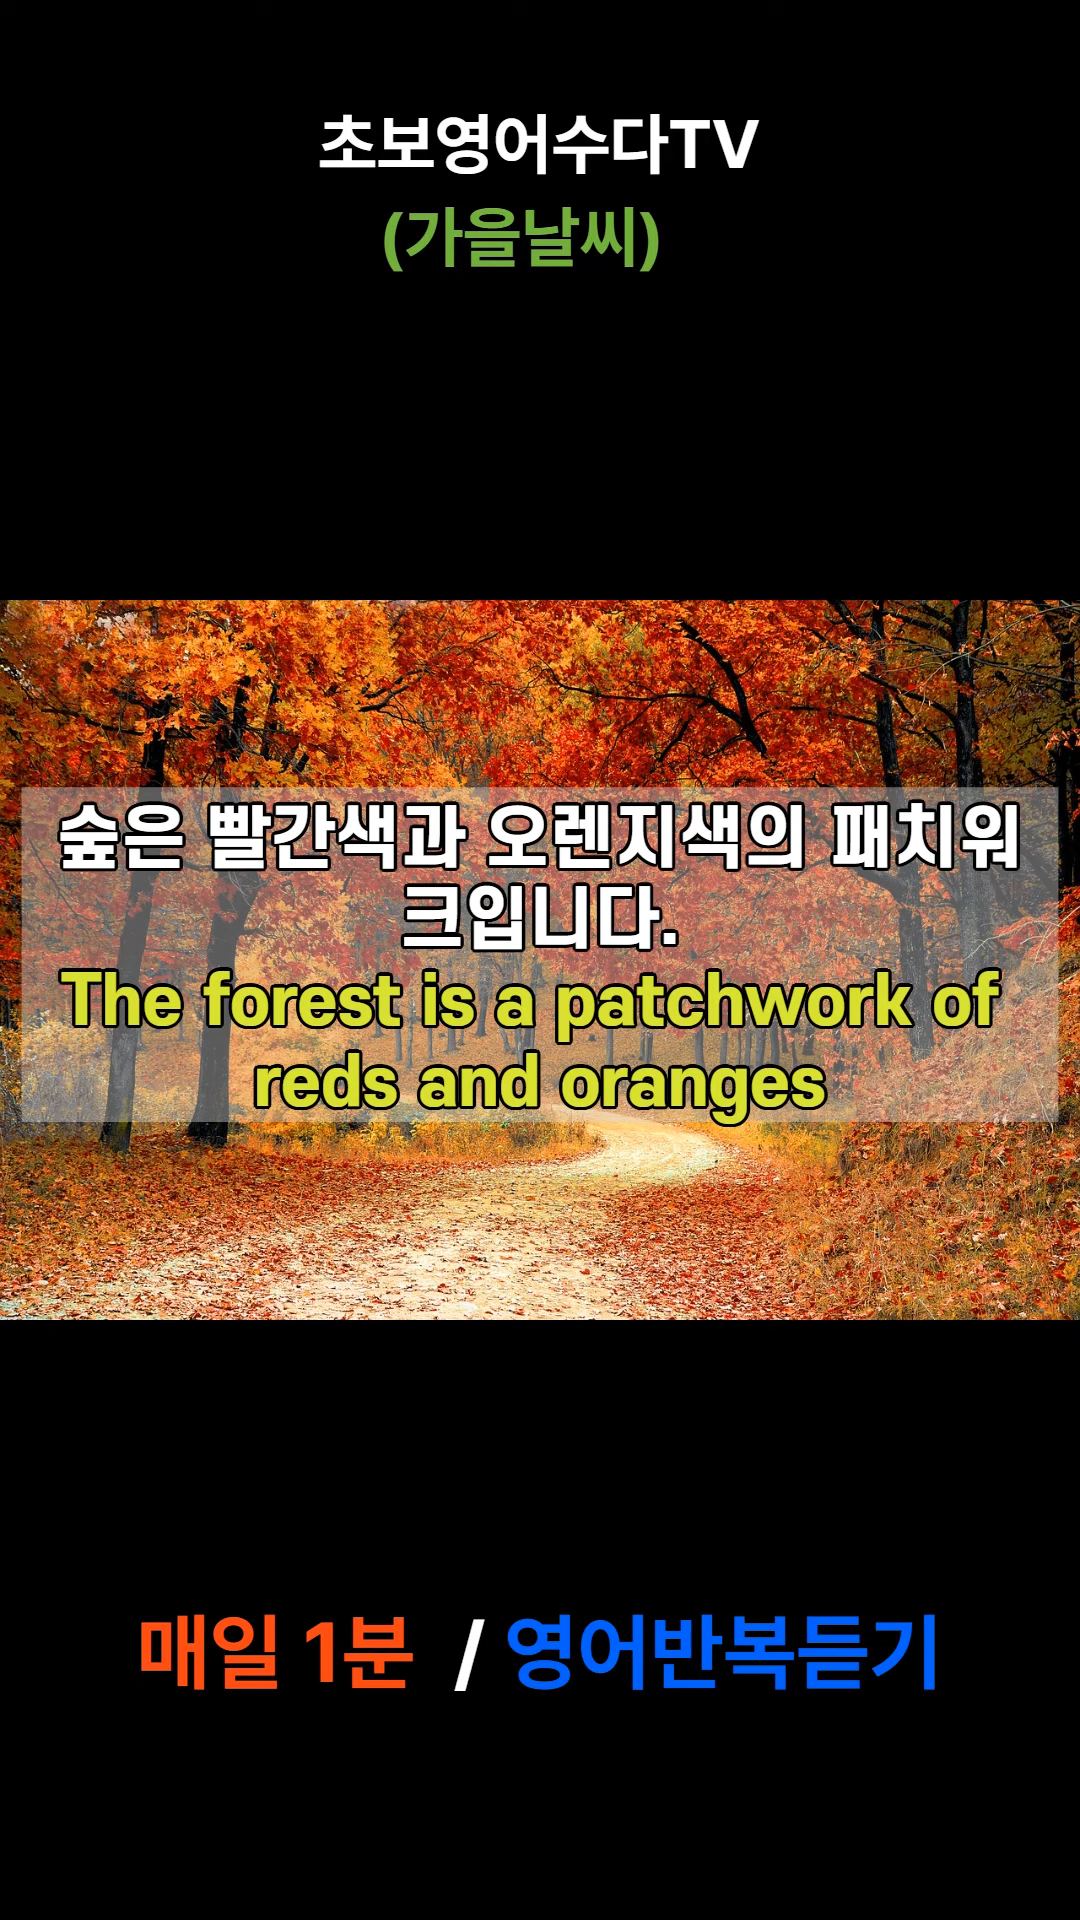 초보영어수다TV
(가을날씨)
숲은 빨간색과 오렌지색의 패치워
크입니다.
The forest is a patchwork of
reds and oranges
매일 1분 / 영어반복듣기